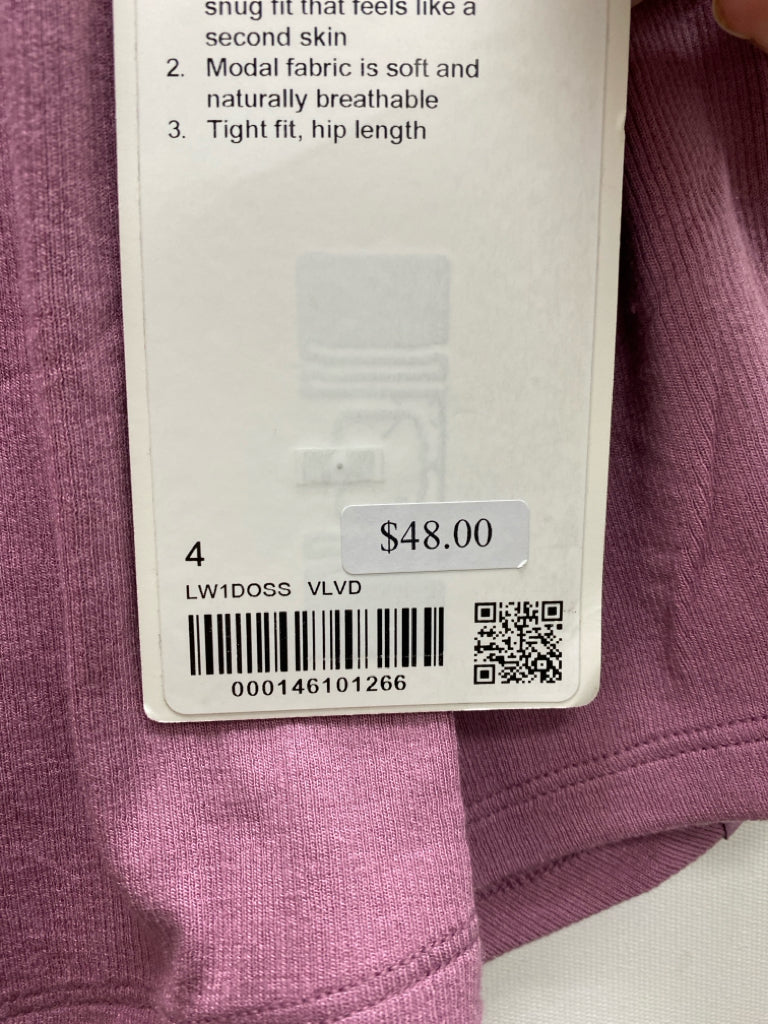 snug fit that feels like a
second skin
2. Modal fabric is soft and
naturally breathable
3. Tight fit, hip length
$48.00
4
LW1DOSS VLVD
000146101266